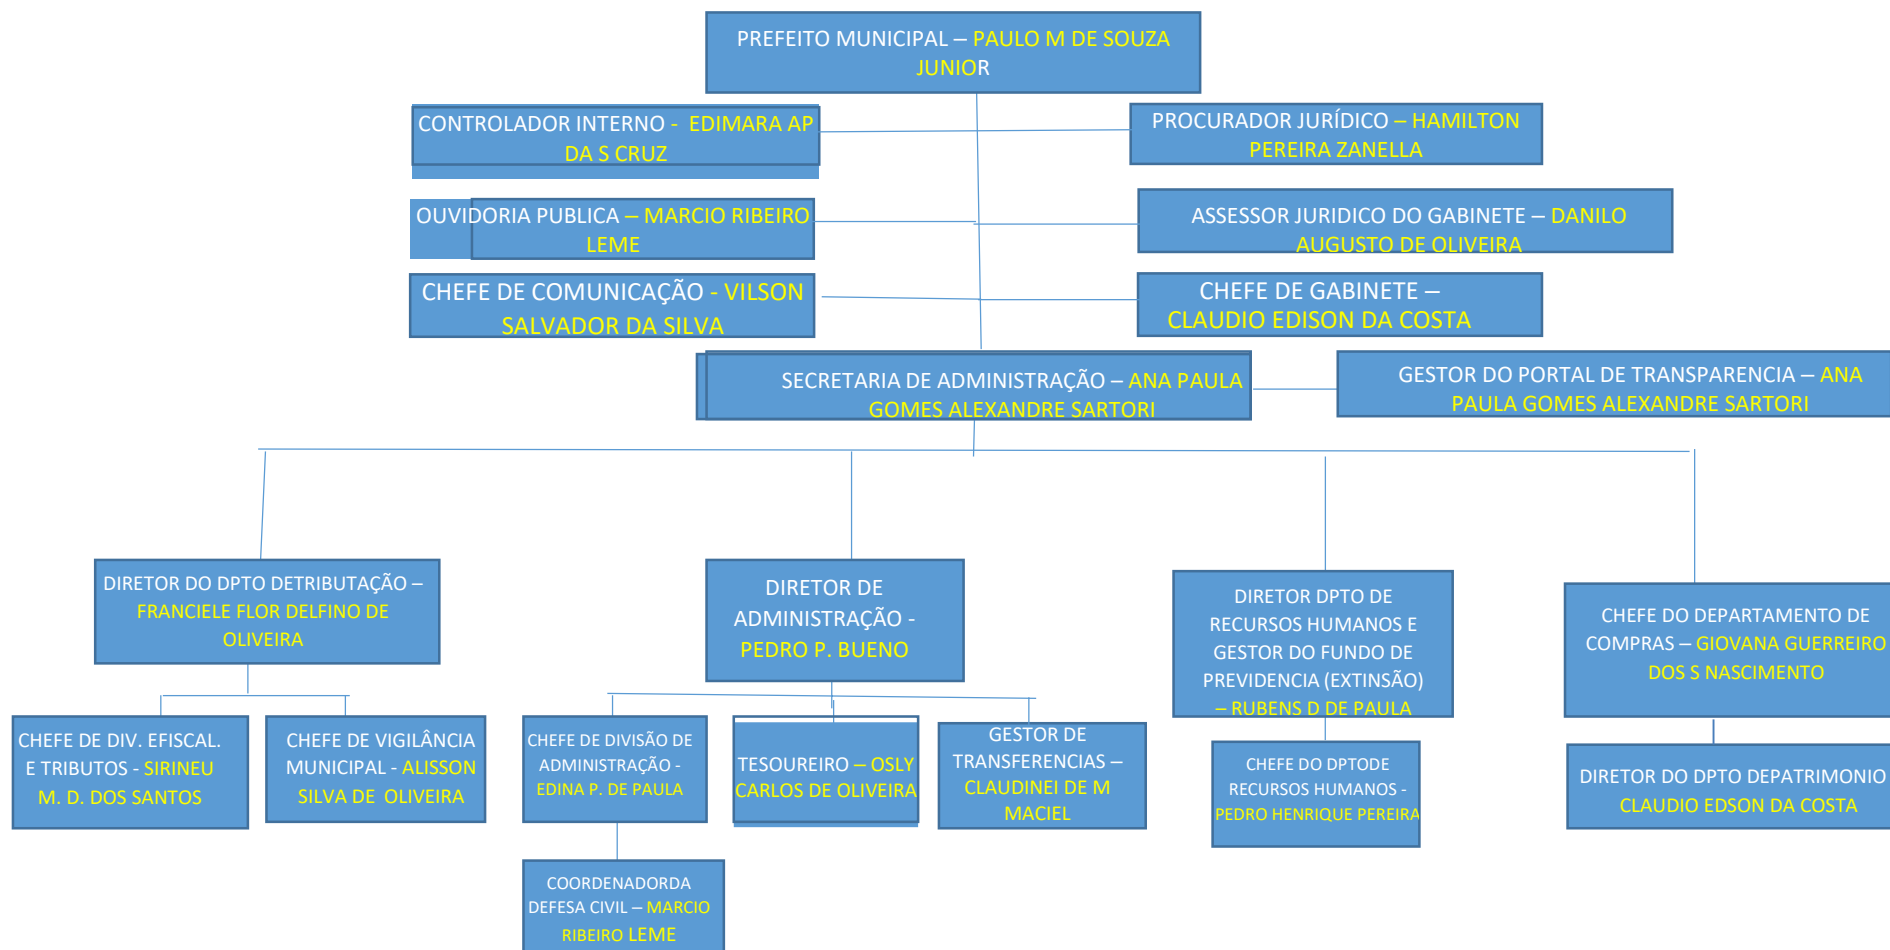 PREFEITO MUNICIPAL – PAULO M DE SOUZA
JUNIOR
CONTROLADOR INTERNO - EDIMARA AP
DA S CRUZ
PROCURADOR JURÍDICO – HAMILTON
PEREIRA ZANELLA
OUVIDORIA PUBLICA – MARCIO RIBEIRO
LEME
ASSESSOR JURIDICO DO GABINETE – DANILO
AUGUSTO DE OLIVEIRA
CHEFE DE COMUNICAÇÃO - VILSON
SALVADOR DA SILVA
CHEFE DE GABINETE –
CLAUDIO EDISON DA COSTA
SECRETARIA DE ADMINISTRAÇÃO – ANA PAULA
GOMES ALEXANDRE SARTORI
GESTOR DO PORTAL DE TRANSPARENCIA – ANA
PAULA GOMES ALEXANDRE SARTORI
DIRETOR DO DPTO DETRIBUTAÇÃO –
FRANCIELE FLOR DELFINO DE
OLIVEIRA
DIRETOR DE
ADMINISTRAÇÃO -
PEDRO P. BUENO
DIRETOR DPTO DE
RECURSOS HUMANOS E
GESTOR DO FUNDO DE
PREVIDENCIA (EXTINSÃO)
– RUBENS D DE PAULA
CHEFE DO DEPARTAMENTO DE
COMPRAS – GIOVANA GUERREIRO
DOS S NASCIMENTO
CHEFE DE DIV. EFISCAL.
E TRIBUTOS - SIRINEU
M. D. DOS SANTOS
CHEFE DE VIGILÂNCIA
MUNICIPAL - ALISSON
SILVA DE OLIVEIRA
CHEFE DE DIVISÃO DE
ADMINISTRAÇÃO -
EDINA P. DE PAULA
TESOUREIRO – OSLY
CARLOS DE OLIVEIRA
GESTOR DE
TRANSFERENCIAS –
CLAUDINEI DE M
MACIEL
CHEFE DO DPTODE
RECURSOS HUMANOS -
PEDRO HENRIQUE PEREIRA
DIRETOR DO DPTO DEPATRIMONIO –
CLAUDIO EDSON DA COSTA
COORDENADORDA
DEFESA CIVIL – MARCIO
RIBEIRO LEME